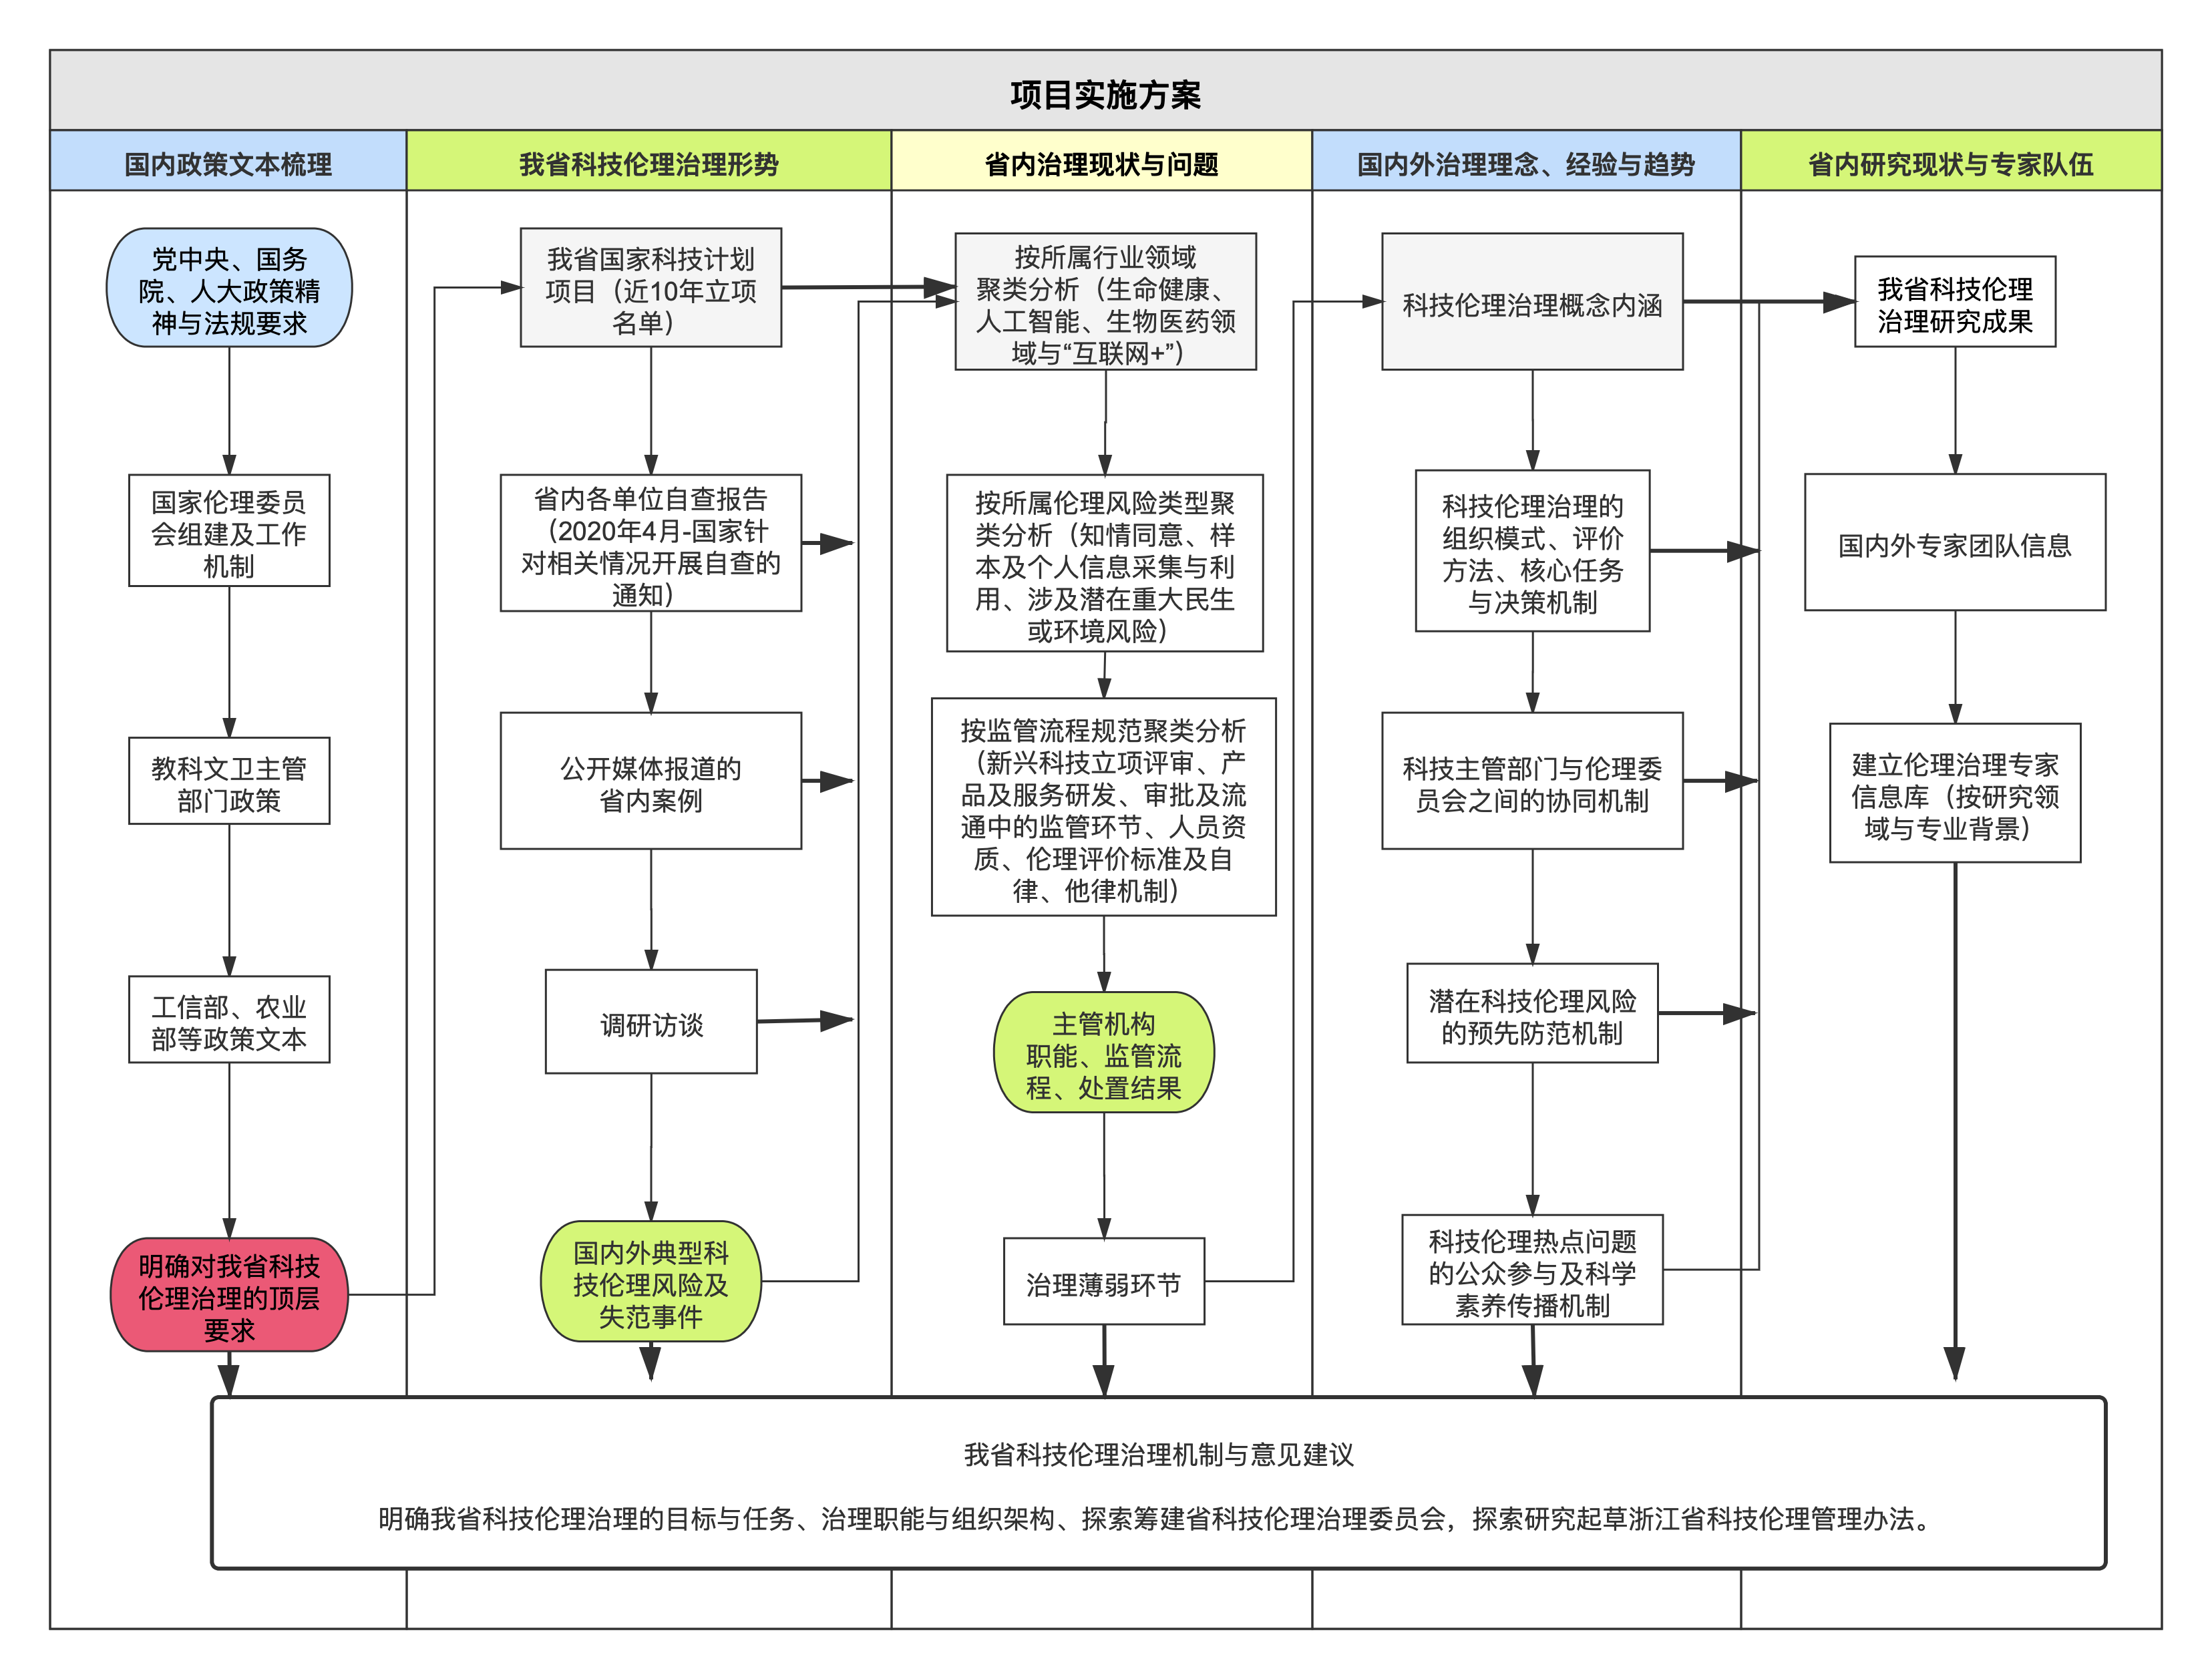 项目实施方案
国内政策文本梳理
我省科技伦理治理形势
省内治理现状与问题
国内外治理理念、经验与趋势
省内研究现状与专家队伍
党中央、国务
院、人大政策精
神与法规要求
国家伦理委员
会组建及工作
机制
教科文卫主管
部门政策
工信部、农业
部等政策文本
明确对我省科技
伦理治理的顶层
要求
我省国家科技计划
项目（近10年立项
名单）
省内各单位自查报告
（2020年4月-国家针
对相关情况开展自查的
通知）
公开媒体报道的
省内案例
调研访谈
国内外典型科
技伦理风险及
失范事件
按所属行业领域
聚类分析（生命健康、
人工智能、生物医药领
域与“互联网+”）
按所属伦理风险类型聚
类分析（知情同意、样
本及个人信息采集与利
用、涉及潜在重大民生
或环境风险）
按监管流程规范聚类分析
（新兴科技立项评审、产
品及服务研发、审批及流
通中的监管环节、人员资
质、伦理评价标准及自
律、他律机制）
主管机构
职能、监管流
程、处置结果
治理薄弱环节
科技伦理治理概念内涵
科技伦理治理的
组织模式、评价
方法、核心任务
与决策机制
科技主管部门与伦理委
员会之间的协同机制
潜在科技伦理风险
的预先防范机制
科技伦理热点问题
的公众参与及科学
素养传播机制
我省科技伦理
治理研究成果
国内外专家团队信息
建立伦理治理专家
信息库（按研究领
域与专业背景）
我省科技伦理治理机制与意见建议
明确我省科技伦理治理的目标与任务、治理职能与组织架构、探索筹建省科技伦理治理委员会，探索研究起草浙江省科技伦理管理办法。